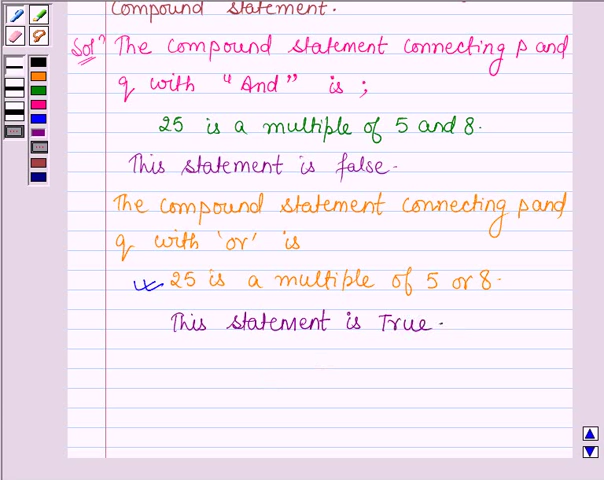 Compound statement.
Solⁿ The compound statement connecting p and
q with "And" is ;
25 is a multiple of 5 and 8.
This statement is false.
The compound statement connecting p and
q with 'or' is
25 is a multiple of 5 or 8.
This statement is True.